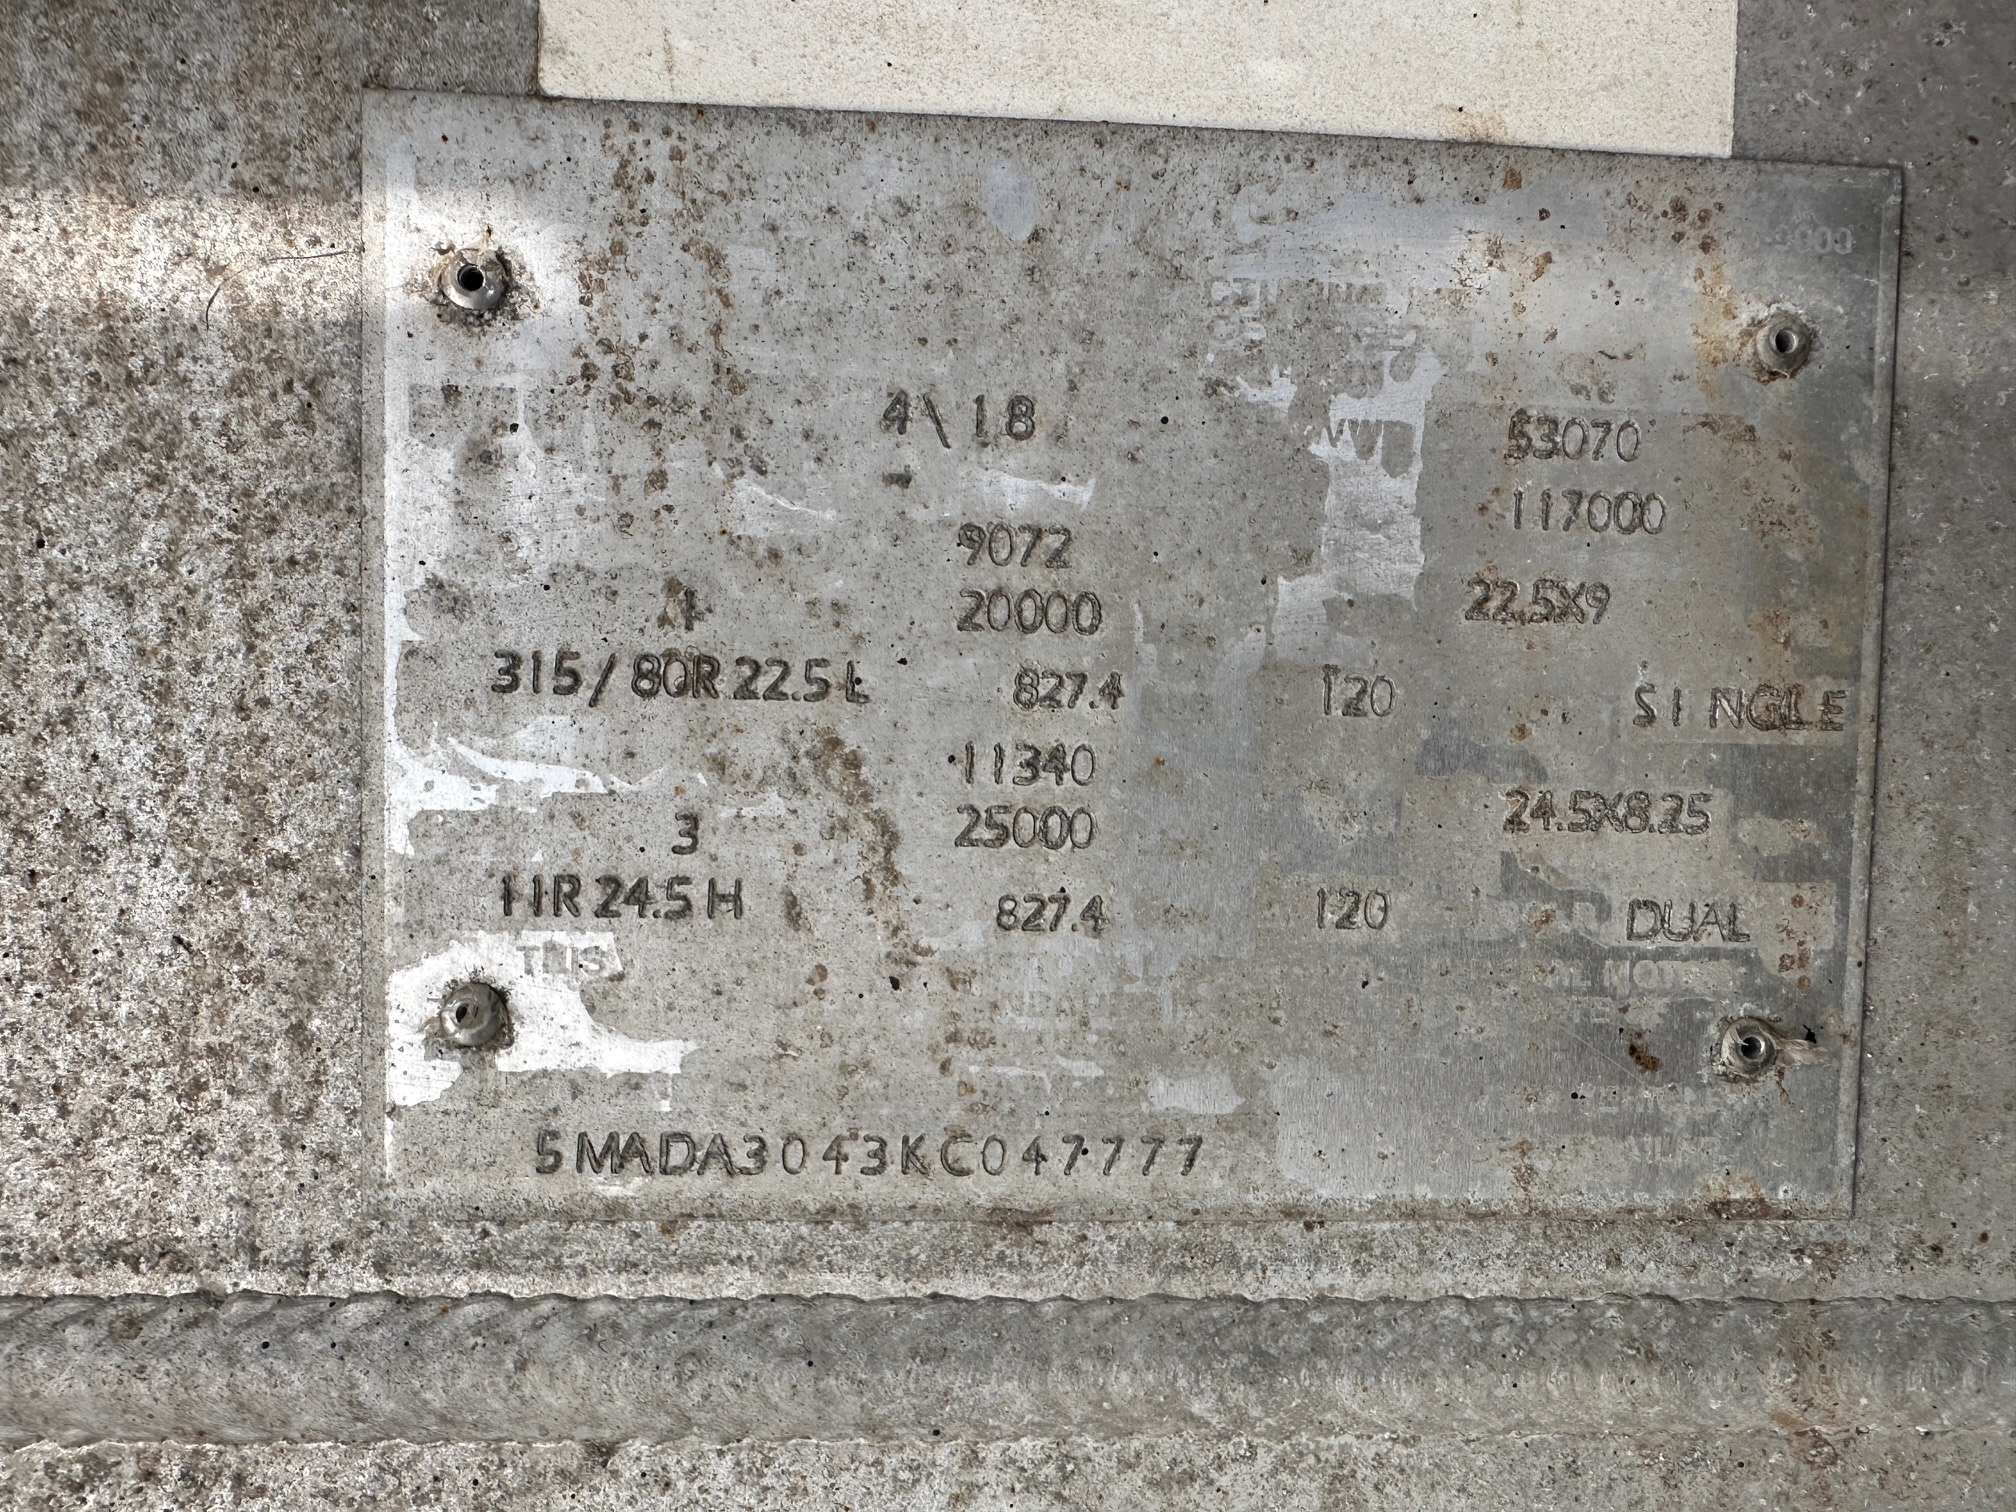 4\18 53070
117000
9072
20000 22.5X9
315/80R22.5L 827.4 120 SINGLE
11340
3 25000 24.5X8.25
11R24.5H 827.4 120 DUAL
THIS
5MADA3043KC047777